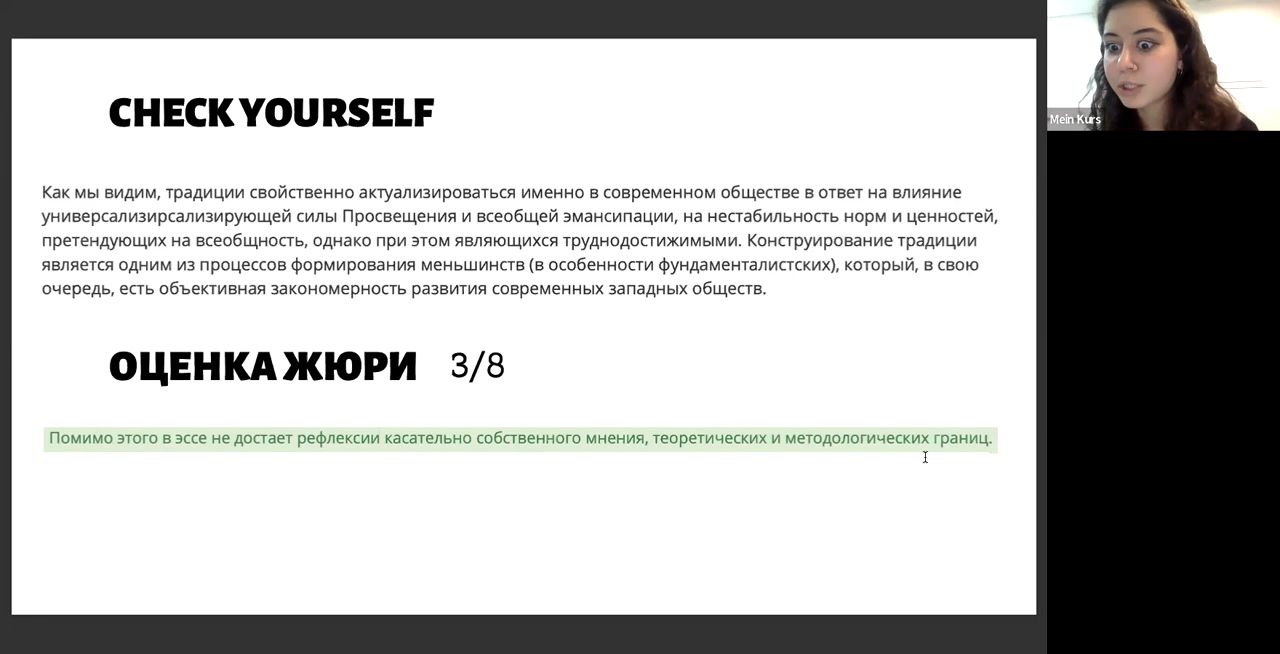 CHECK YOURSELF
Mein Kurs
Как мы видим, традиции свойственно актуализироваться именно в современном обществе в ответ на влияние
универсализирсализирующей силы Просвещения и всеобщей эмансипации, на нестабильность норм и ценностей,
претендующих на всеобщность, однако при этом являющихся труднодостижимыми. Конструирование традиции
является одним из процессов формирования меньшинств (в особенности фундаменталистских), который, в свою
очередь, есть объективная закономерность развития современных западных обществ.
ОЦЕНКА ЖЮРИ 3/8
Помимо этого в эссе не достает рефлексии касательно собственного мнения, теоретических и методологических границ.